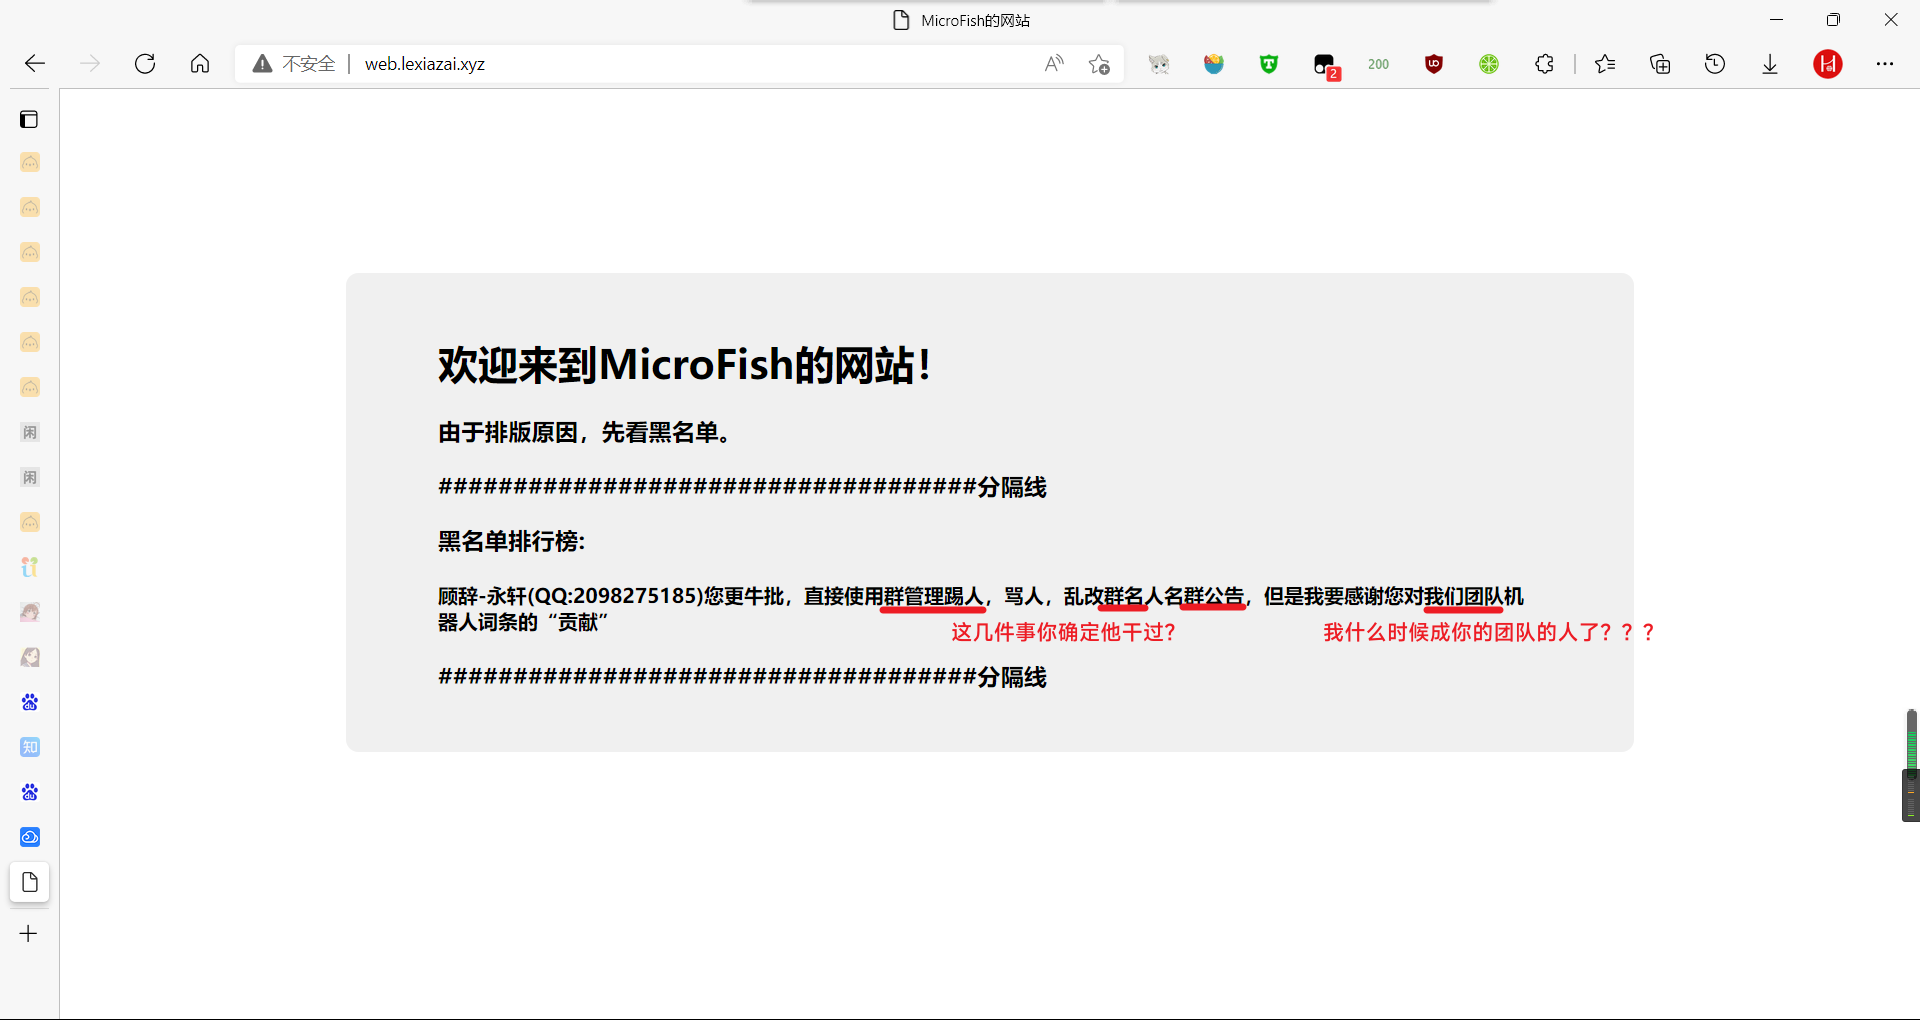 MicroFish的网站
不安全
web.lexiazai.xyz
2
200
闲
闲
知
欢迎来到MicroFish的网站！
由于排版原因，先看黑名单。
####################################分隔线
黑名单排行榜:
顾辞-永轩(QQ:2098275185)您更牛批，直接使用群管理踢人，骂人，乱改群名人名群公告，但是我要感谢您对我们团队机
器人词条的“贡献”
这几件事你确定他干过？
我什么时候成你的团队的人了？？？
####################################分隔线